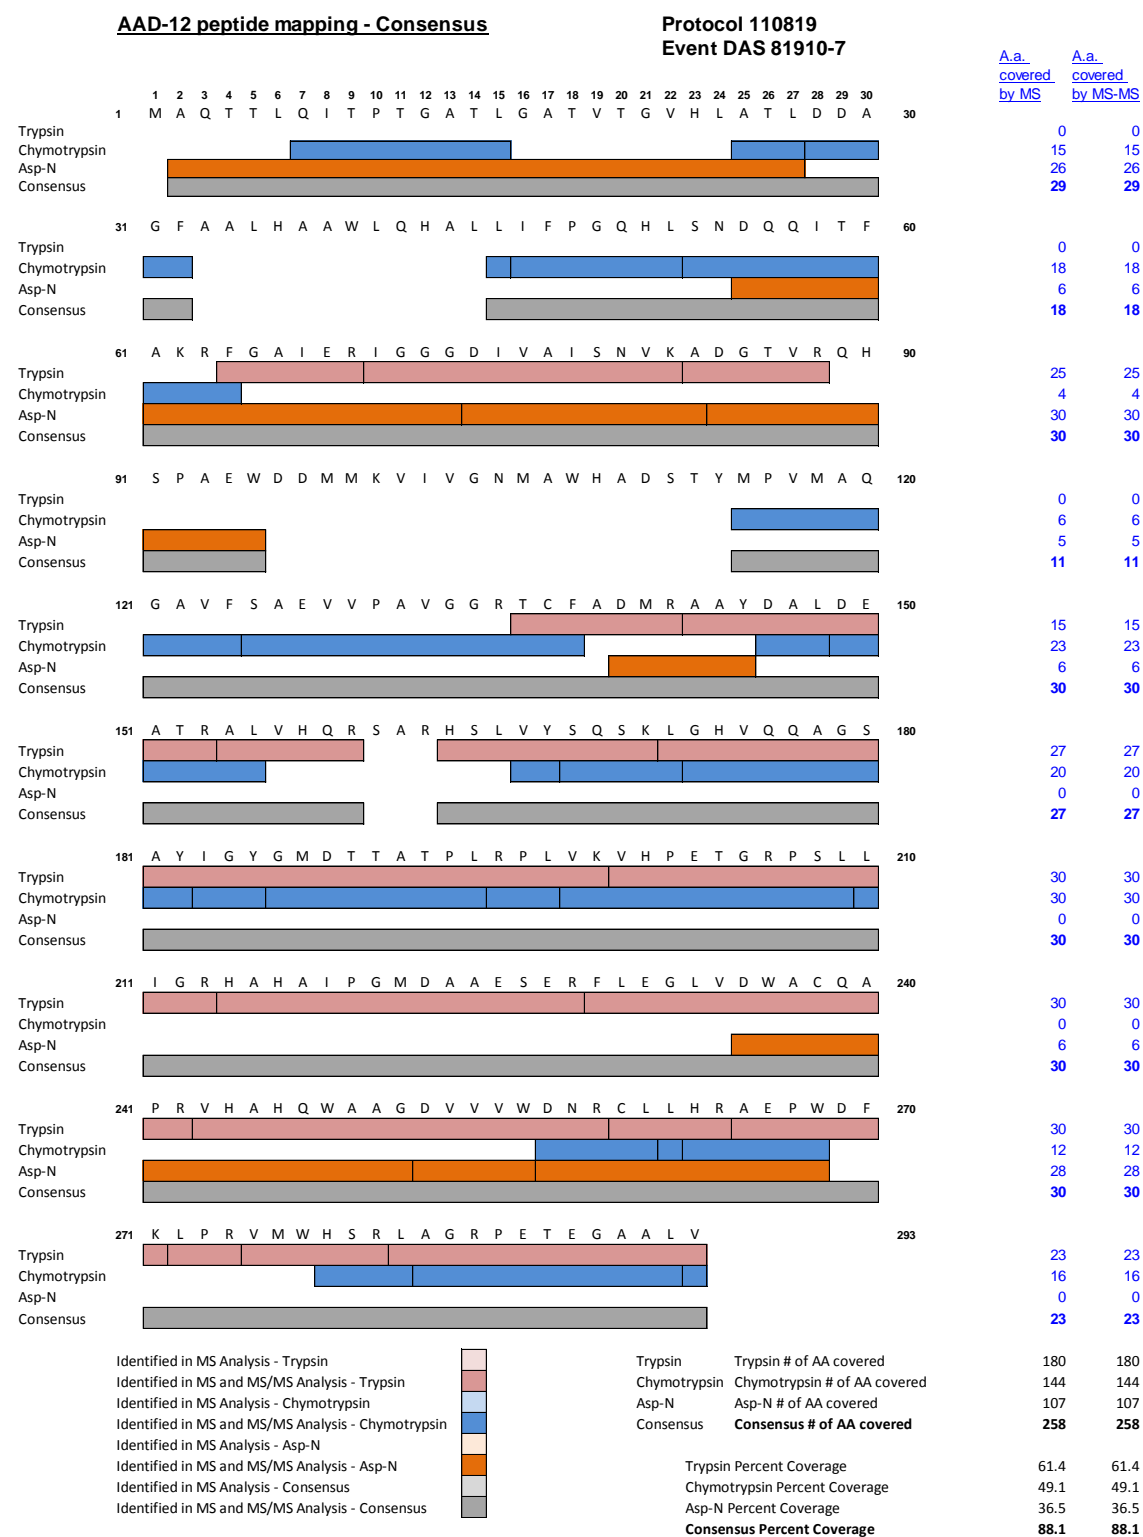 AAD-12 peptide mapping - Consensus Protocol 110819
Event DAS 81910-7
A.a. covered by MS A.a. covered by MS-MS
1 2 3 4 5 6 7 8 9 10 11 12 13 14 15 16 17 18 19 20 21 22 23 24 25 26 27 28 29 30
1 M A Q T T L Q I T P T G A T L G A T V T G V H L A T L D D A 30
Trypsin 0 0
Chymotrypsin 15 15
Asp-N 26 26
Consensus 29 29
31 G F A A L H A A W L Q H A L L I F P G Q H L S N D Q Q I T F 60
Trypsin 0 0
Chymotrypsin 18 18
Asp-N 6 6
Consensus 18 18
61 A K R F G A I E R I G G G D I V A I S N V K A D G T V R Q H 90
Trypsin 25 25
Chymotrypsin 4 4
Asp-N 30 30
Consensus 30 30
91 S P A E W D D M M K V I V G N M A W H A D S T Y M P V M A Q 120
Trypsin 0 0
Chymotrypsin 6 6
Asp-N 5 5
Consensus 11 11
121 G A V F S A E V V P A V G G R T C F A D M R A A Y D A L D E 150
Trypsin 15 15
Chymotrypsin 23 23
Asp-N 6 6
Consensus 30 30
151 A T R A L V H Q R S A R H S L V Y S Q S K L G H V Q Q A G S 180
Trypsin 27 27
Chymotrypsin 20 20
Asp-N 0 0
Consensus 27 27
181 A Y I G Y G M D T T A T P L R P L V K V H P E T G R P S L L 210
Trypsin 30 30
Chymotrypsin 30 30
Asp-N 0 0
Consensus 30 30
211 I G R H A H A I P G M D A A E S E R F L E G L V D W A C Q A 240
Trypsin 30 30
Chymotrypsin 0 0
Asp-N 6 6
Consensus 30 30
241 P R V H A H Q W A A G D V V V W D N R C L L H R A E P W D F 270
Trypsin 30 30
Chymotrypsin 12 12
Asp-N 28 28
Consensus 30 30
271 K L P R V M W H S R L A G R P E T E G A A L V 293
Trypsin 23 23
Chymotrypsin 16 16
Asp-N 0 0
Consensus 23 23
Identified in MS Analysis - Trypsin
Identified in MS and MS/MS Analysis - Trypsin
Identified in MS Analysis - Chymotrypsin
Identified in MS and MS/MS Analysis - Chymotrypsin
Identified in MS Analysis - Asp-N
Identified in MS and MS/MS Analysis - Asp-N
Identified in MS Analysis - Consensus
Identified in MS and MS/MS Analysis - Consensus
Trypsin Trypsin # of AA covered 180 180
Chymotrypsin Chymotrypsin # of AA covered 144 144
Asp-N Asp-N # of AA covered 107 107
Consensus Consensus # of AA covered 258 258
Trypsin Percent Coverage 61.4 61.4
Chymotrypsin Percent Coverage 49.1 49.1
Asp-N Percent Coverage 36.5 36.5
Consensus Percent Coverage 88.1 88.1